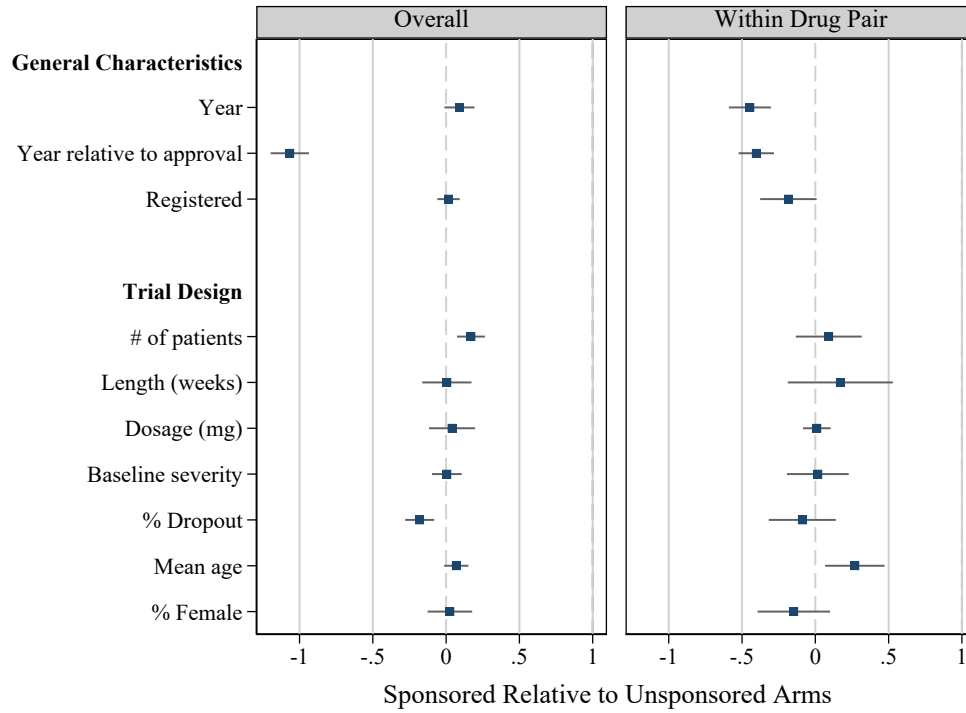 Overall
Within Drug Pair
General Characteristics
Year
Year relative to approval
Registered
Trial Design
# of patients
Length (weeks)
Dosage (mg)
Baseline severity
% Dropout
Mean age
% Female
-1 -.5 0 .5 1
-1 -.5 0 .5 1
Sponsored Relative to Unsponsored Arms